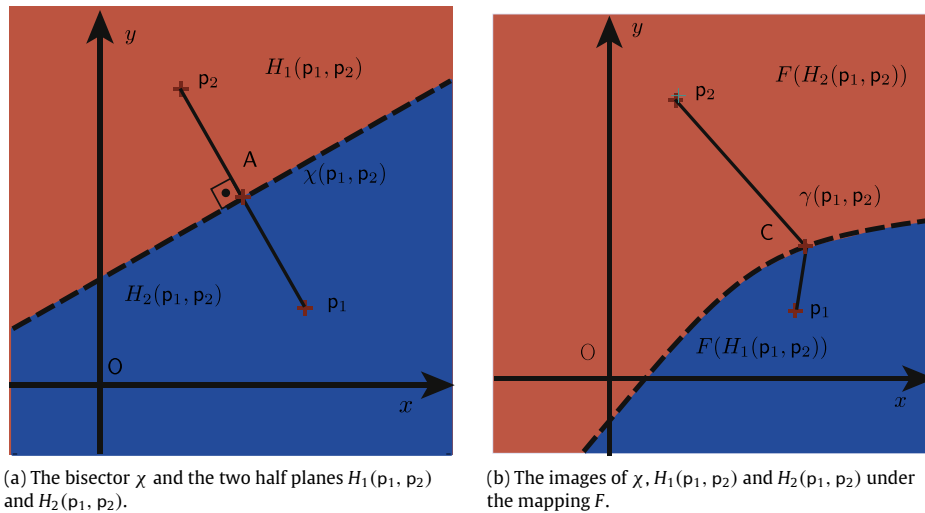 y
p₂
H₁(p₁, p₂)
A
χ(p₁, p₂)
H₂(p₁, p₂)
p₁
O
x
(a) The bisector χ and the two half planes H₁(p₁, p₂)
and H₂(p₁, p₂).
y
p₂
F(H₂(p₁, p₂))
γ(p₁, p₂)
C
p₁
F(H₁(p₁, p₂))
O
x
(b) The images of χ, H₁(p₁, p₂) and H₂(p₁, p₂) under
the mapping F.